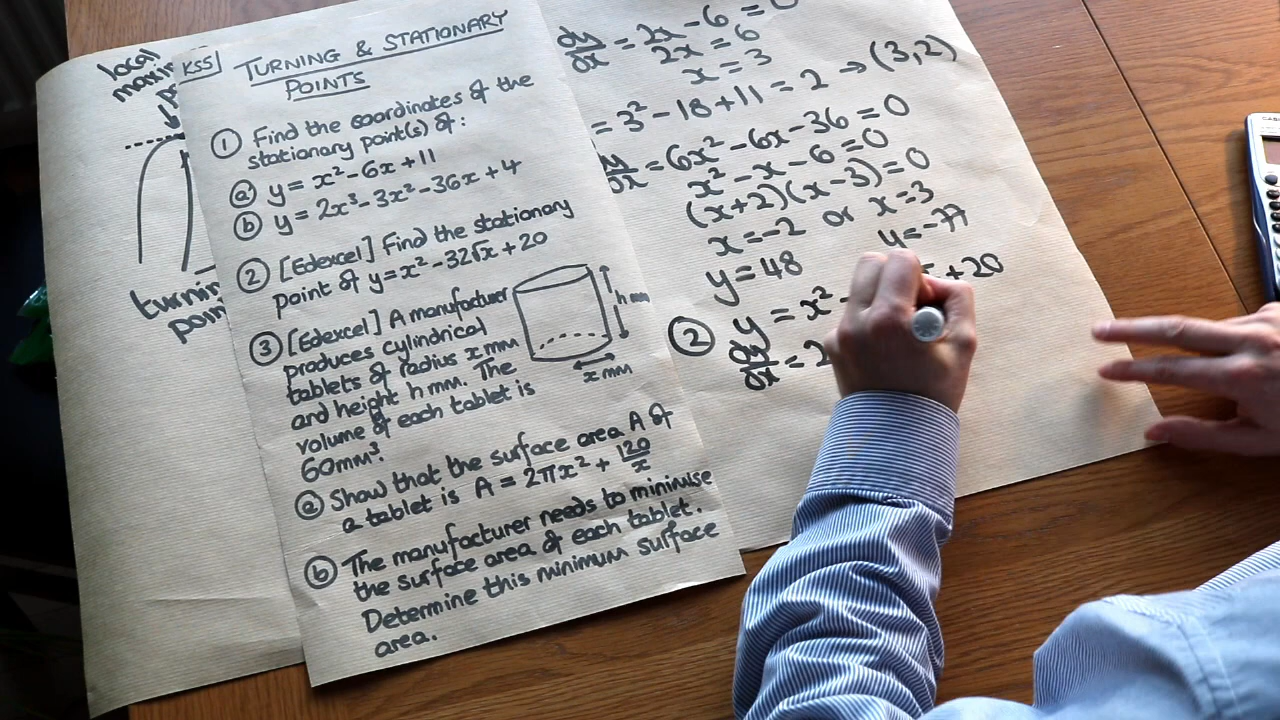 local
KS5
TURNING & STATIONARY
POINTS
① Find the coordinates of the
stationary point(s) of:
ⓐ y = x² - 6x + 11
ⓑ y = 2x³ - 3x² - 36x + 4
② [Edexcel] Find the stationary
point of y = x² - 32√x + 20
③ [Edexcel] A manufacturer
produces cylindrical
tablets of radius x mm
and height h mm. The
volume of each tablet is
60mm³.
h mm
x mm
ⓐ Show that the surface area A of
a tablet is A = 2πx² + 120/x
ⓑ The manufacturer needs to minimise
the surface area of each tablet.
Determine this minimum surface
area.
dy/dx = 2x - 6 = 0
2x = 6
x = 3
= 3² - 18 + 11 = 2 → (3,2)
dy/dx = 6x² - 6x - 36 = 0
x² - x - 6 = 0
(x+2)(x-3) = 0
x = -2 or x = 3
y = 48 y = -77
② y = x² - + 20
dy/dx = 2